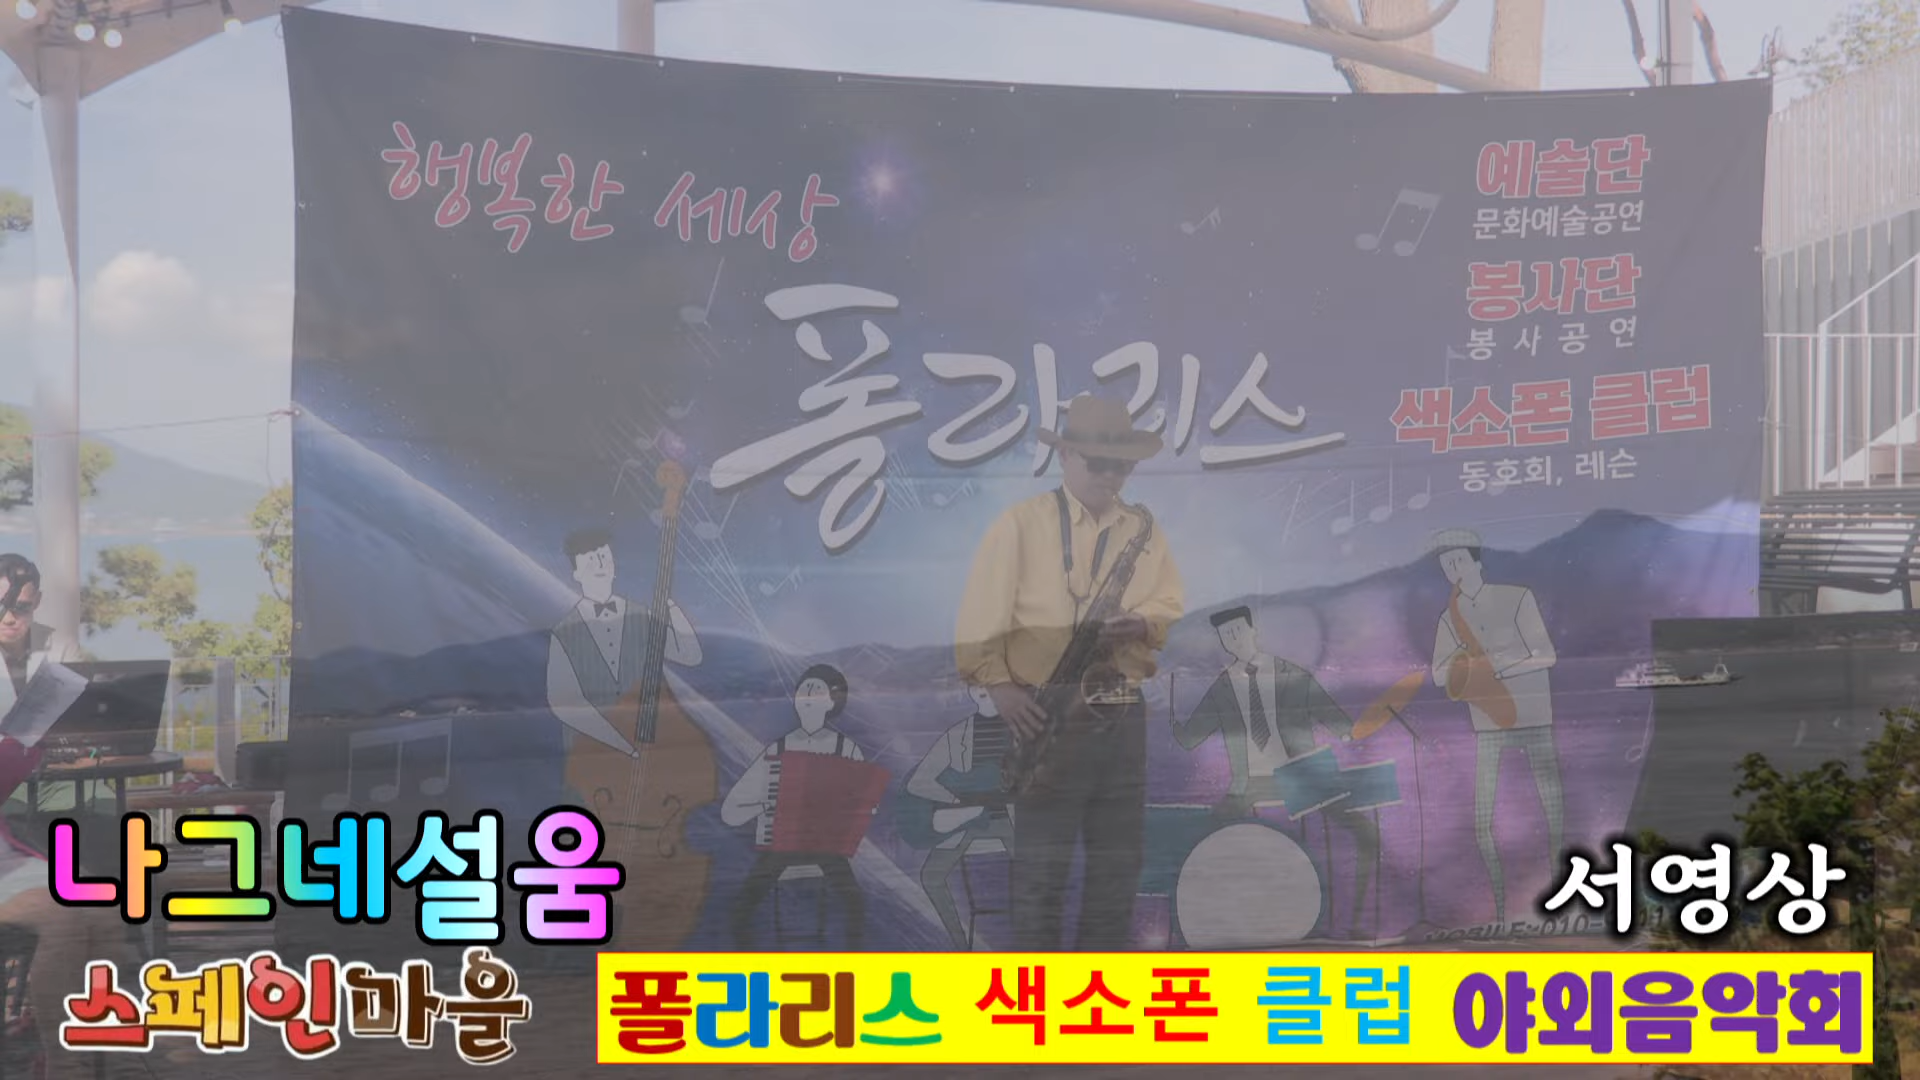 행복한 세상
폴라리스
예술단
문화예술공연
봉사단
봉사공연
색소폰 클럽
동호회, 레슨
나그네설움
서영상
스페인마을
폴라리스 색소폰 클럽 야외음악회